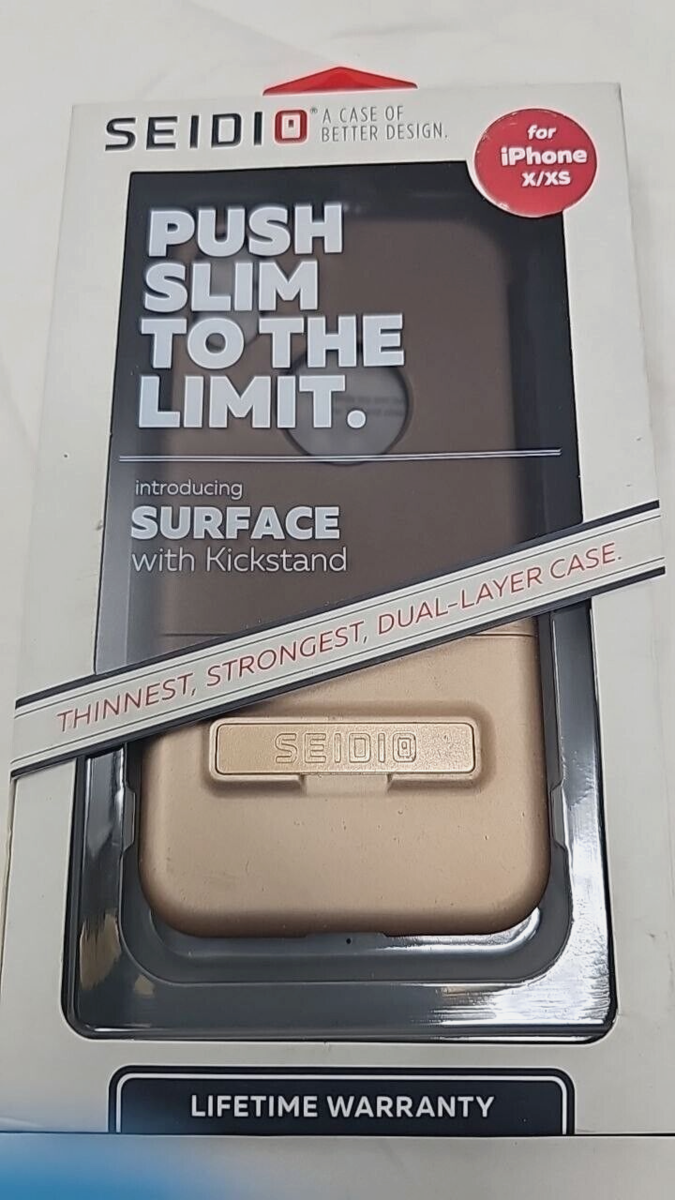 SEIDIO® A CASE OF
BETTER DESIGN.
for
iPhone
X/XS
PUSH
SLIM
TO THE
LIMIT.
introducing
SURFACE
with Kickstand
THINNEST, STRONGEST, DUAL-LAYER CASE.
SEIDIO
LIFETIME WARRANTY